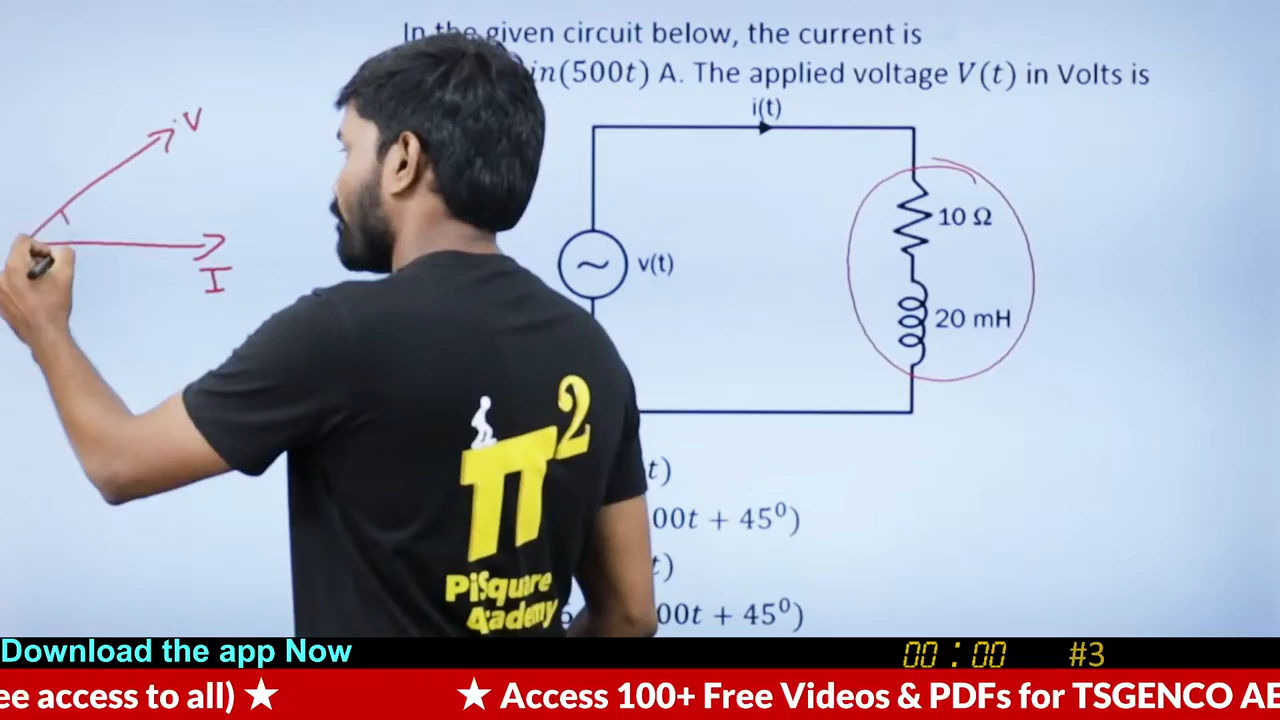 In the given circuit below, the current is
in(500t) A. The applied voltage V(t) in Volts is
i(t)
V
10 Ω
v(t)
I
20 mH
2
π
t)
00t + 45⁰)
t)
PiSquare
Academy
00t + 45⁰)
Download the app Now
00:00 #3
ee access to all) ★ ★ Access 100+ Free Videos & PDFs for TSGENCO AE